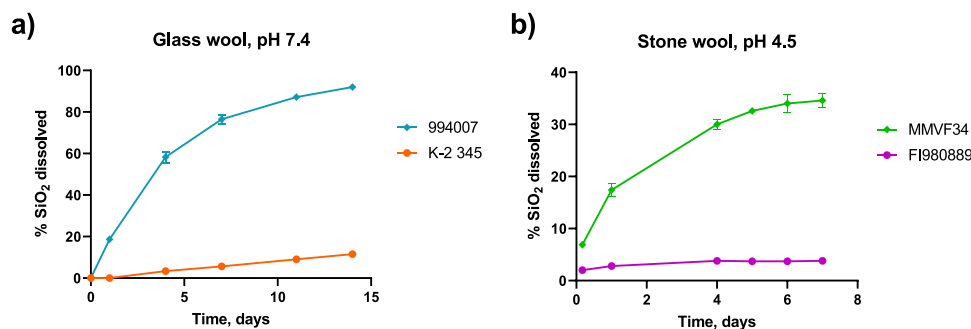 a)
Glass wool, pH 7.4
100
80
60
40
20
0
0 5 10 15
% SiO2 dissolved
Time, days
994007
K-2 345
b)
Stone wool, pH 4.5
40
30
20
10
0
0 2 4 6 8
% SiO2 dissolved
Time, days
MMVF34
FI980889